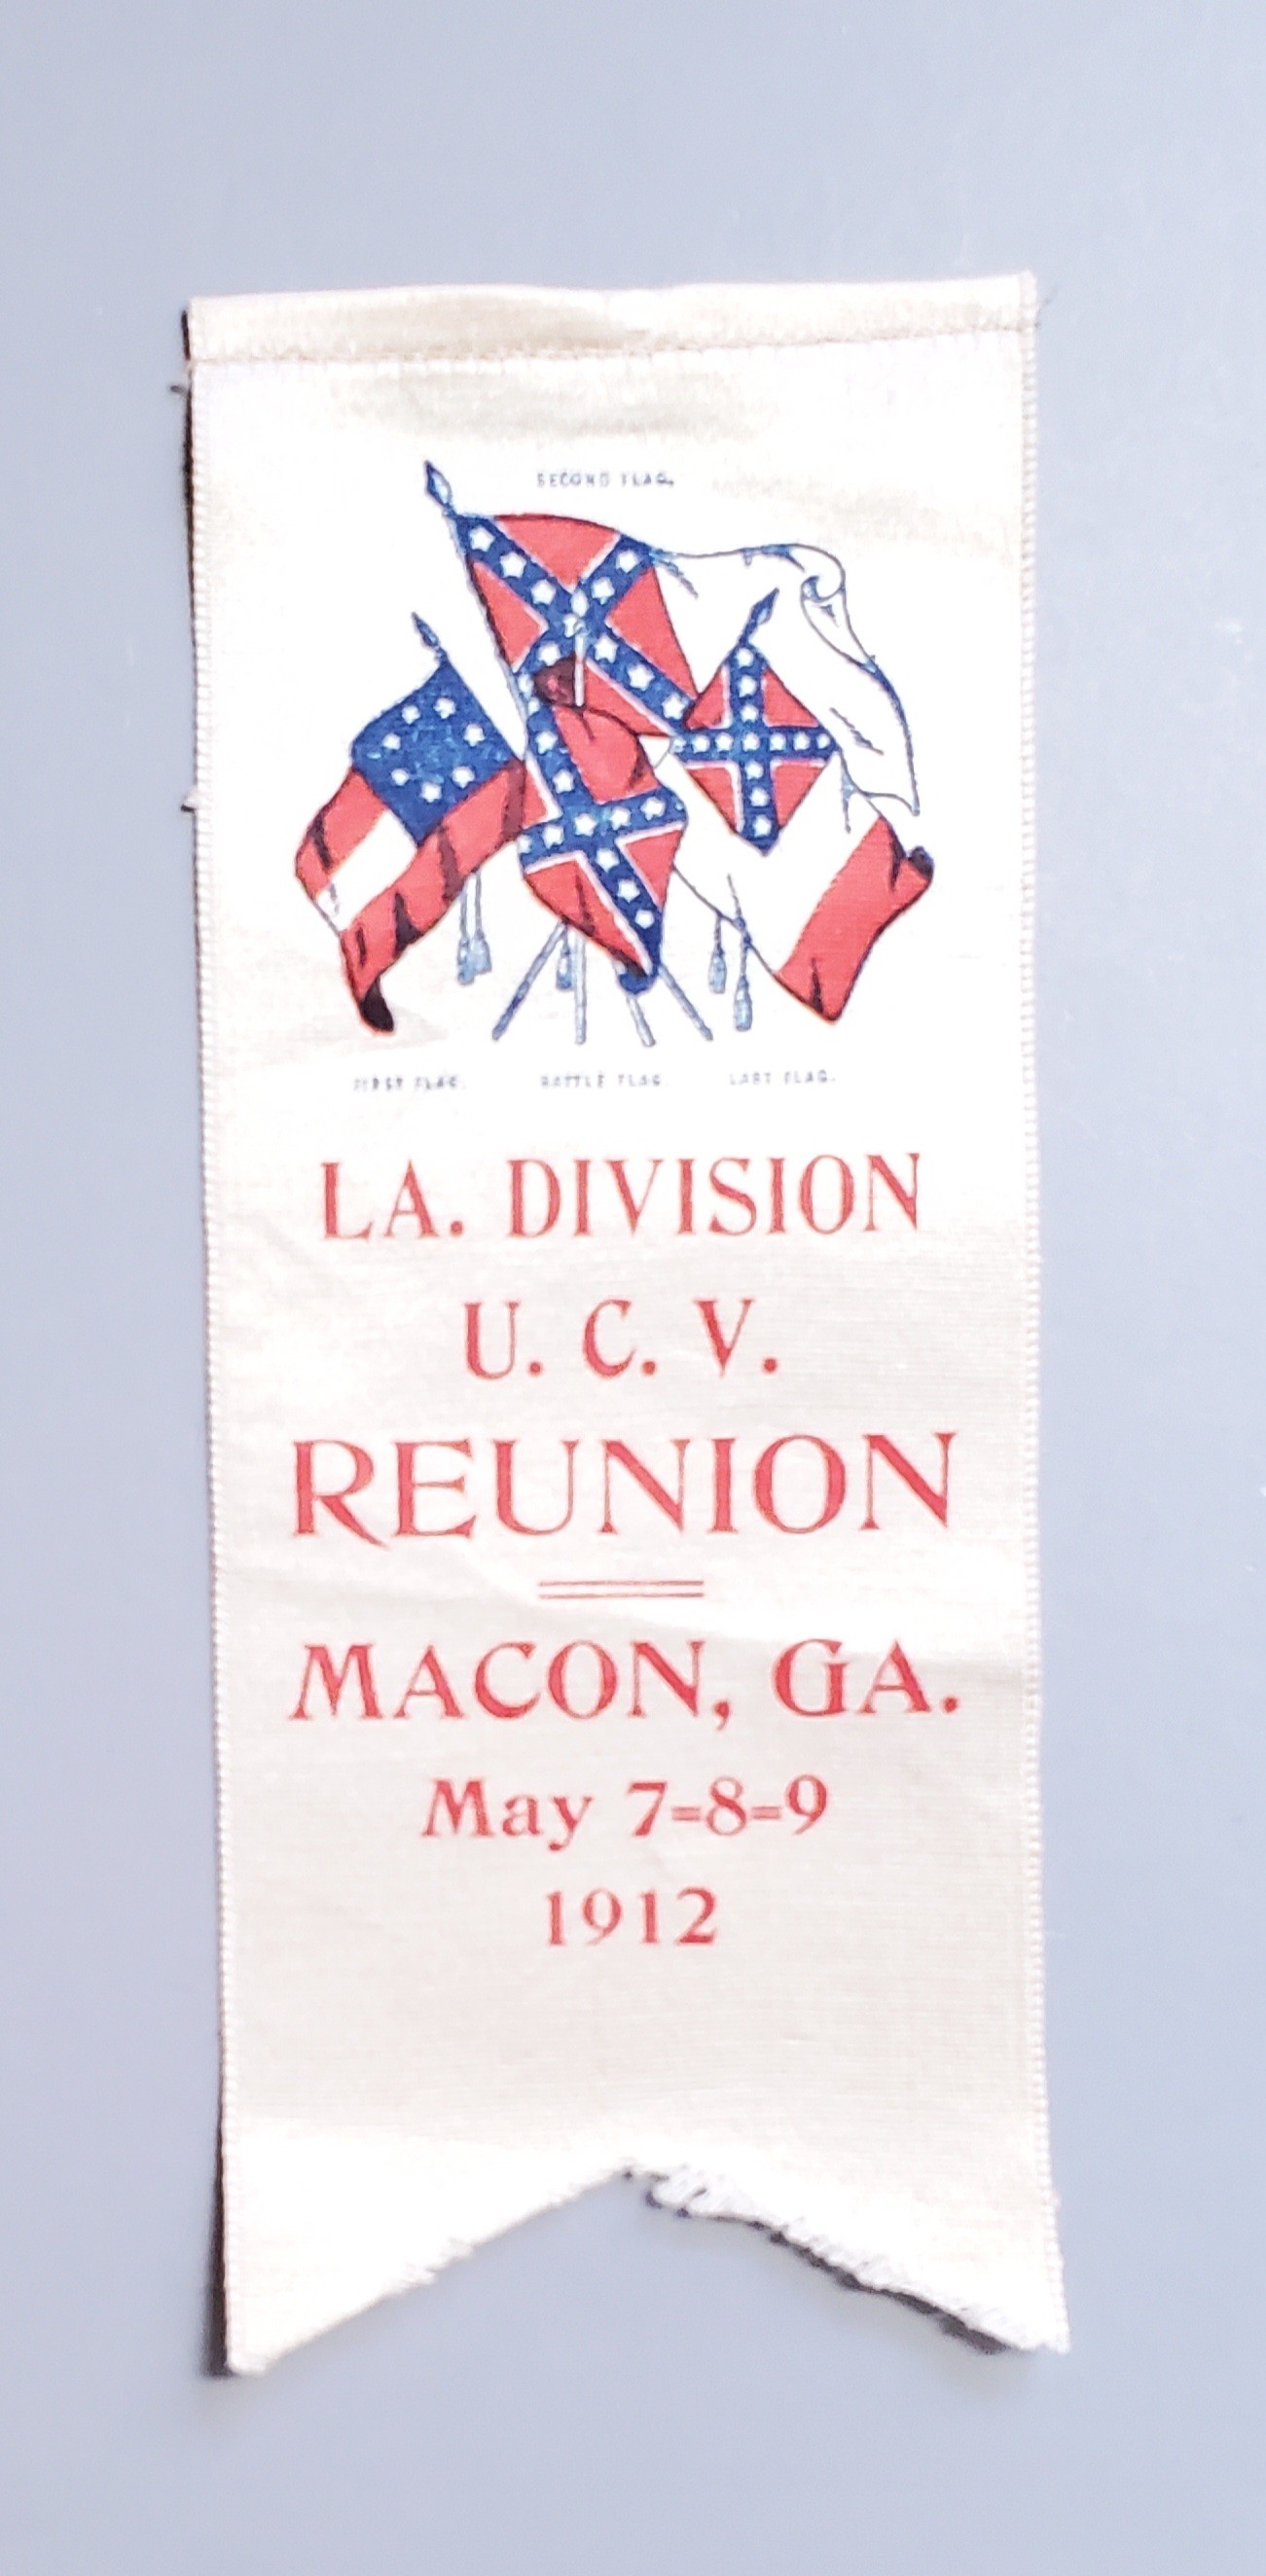 SECOND FLAG.
FIRST FLAG. BATTLE FLAG. LAST FLAG.
LA. DIVISION
U. C. V.
REUNION
MACON, GA.
May 7=8=9
1912